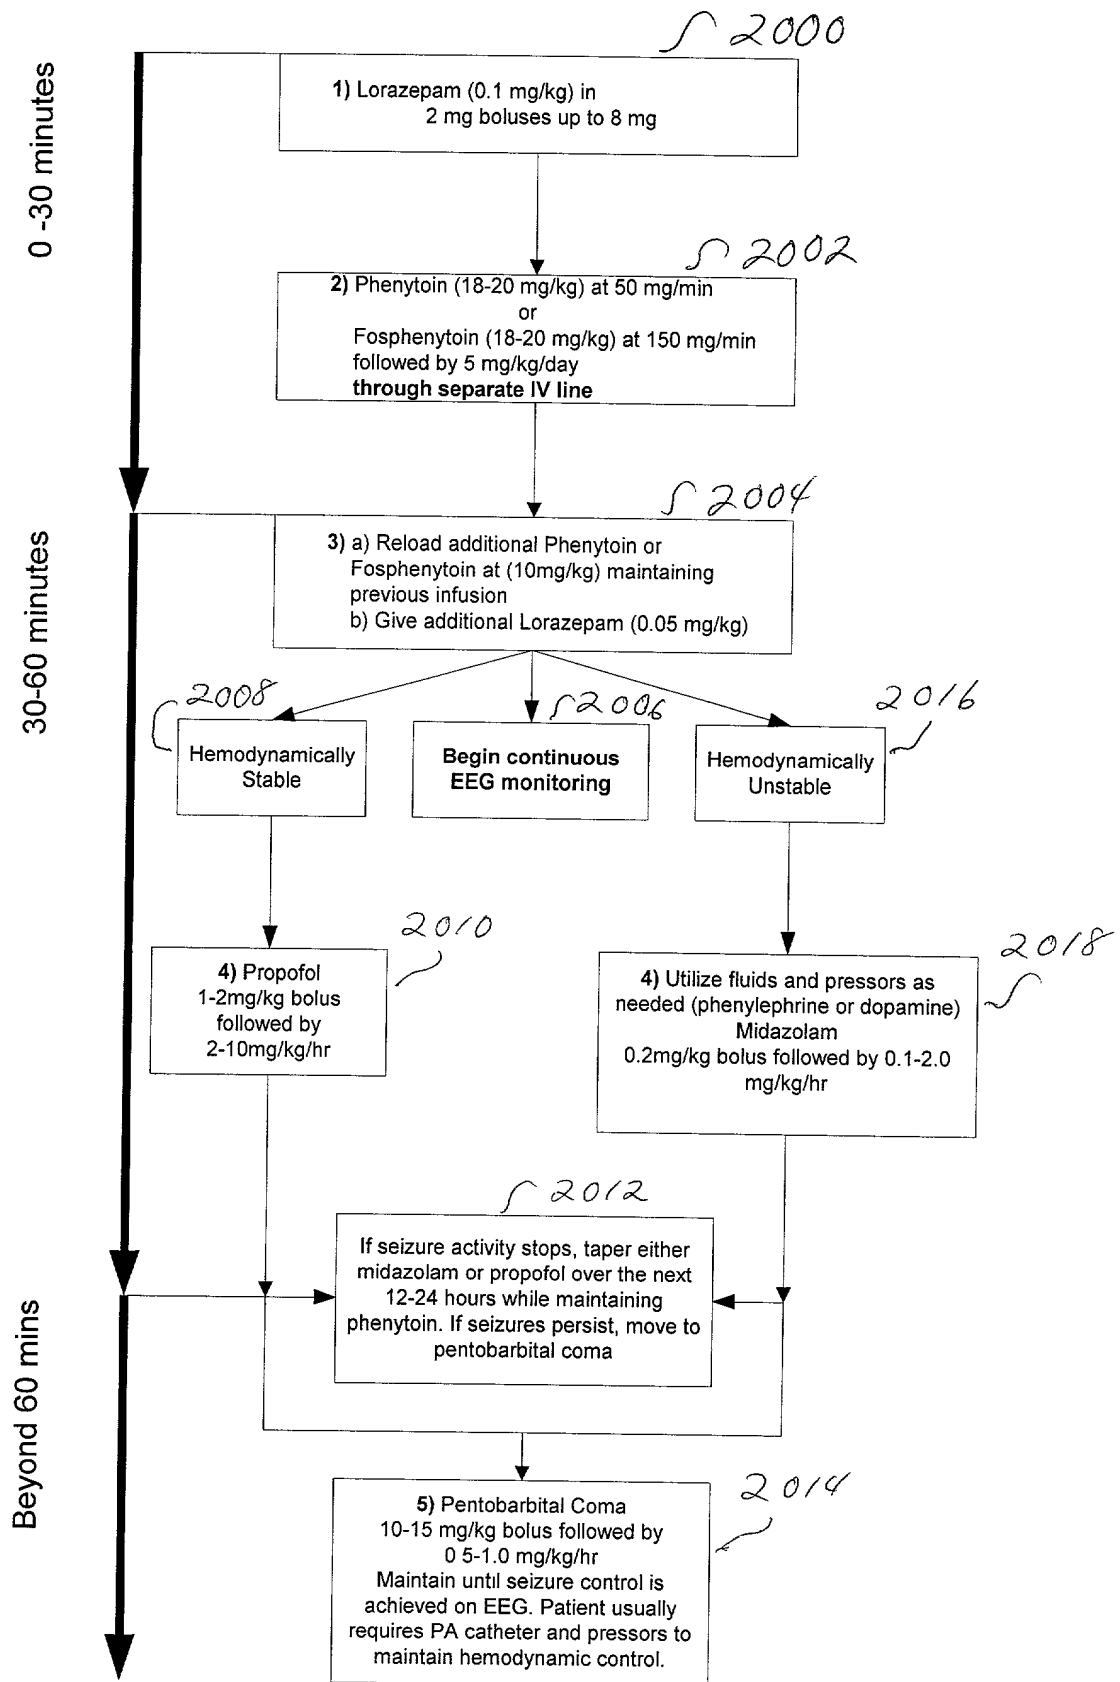 2000
0 -30 minutes
1) Lorazepam (0.1 mg/kg) in
2 mg boluses up to 8 mg
2002
2) Phenytoin (18-20 mg/kg) at 50 mg/min
or
Fosphenytoin (18-20 mg/kg) at 150 mg/min
followed by 5 mg/kg/day
through separate IV line
2004
30-60 minutes
3) a) Reload additional Phenytoin or
Fosphenytoin at (10mg/kg) maintaining
previous infusion
b) Give additional Lorazepam (0.05 mg/kg)
2008
Hemodynamically
Stable
2006
Begin continuous
EEG monitoring
2016
Hemodynamically
Unstable
2010
4) Propofol
1-2mg/kg bolus
followed by
2-10mg/kg/hr
2018
4) Utilize fluids and pressors as
needed (phenylephrine or dopamine)
Midazolam
0.2mg/kg bolus followed by 0.1-2.0
mg/kg/hr
2012
If seizure activity stops, taper either
midazolam or propofol over the next
12-24 hours while maintaining
phenytoin. If seizures persist, move to
pentobarbital coma
Beyond 60 mins
2014
5) Pentobarbital Coma
10-15 mg/kg bolus followed by
0 5-1.0 mg/kg/hr
Maintain until seizure control is
achieved on EEG. Patient usually
requires PA catheter and pressors to
maintain hemodynamic control.